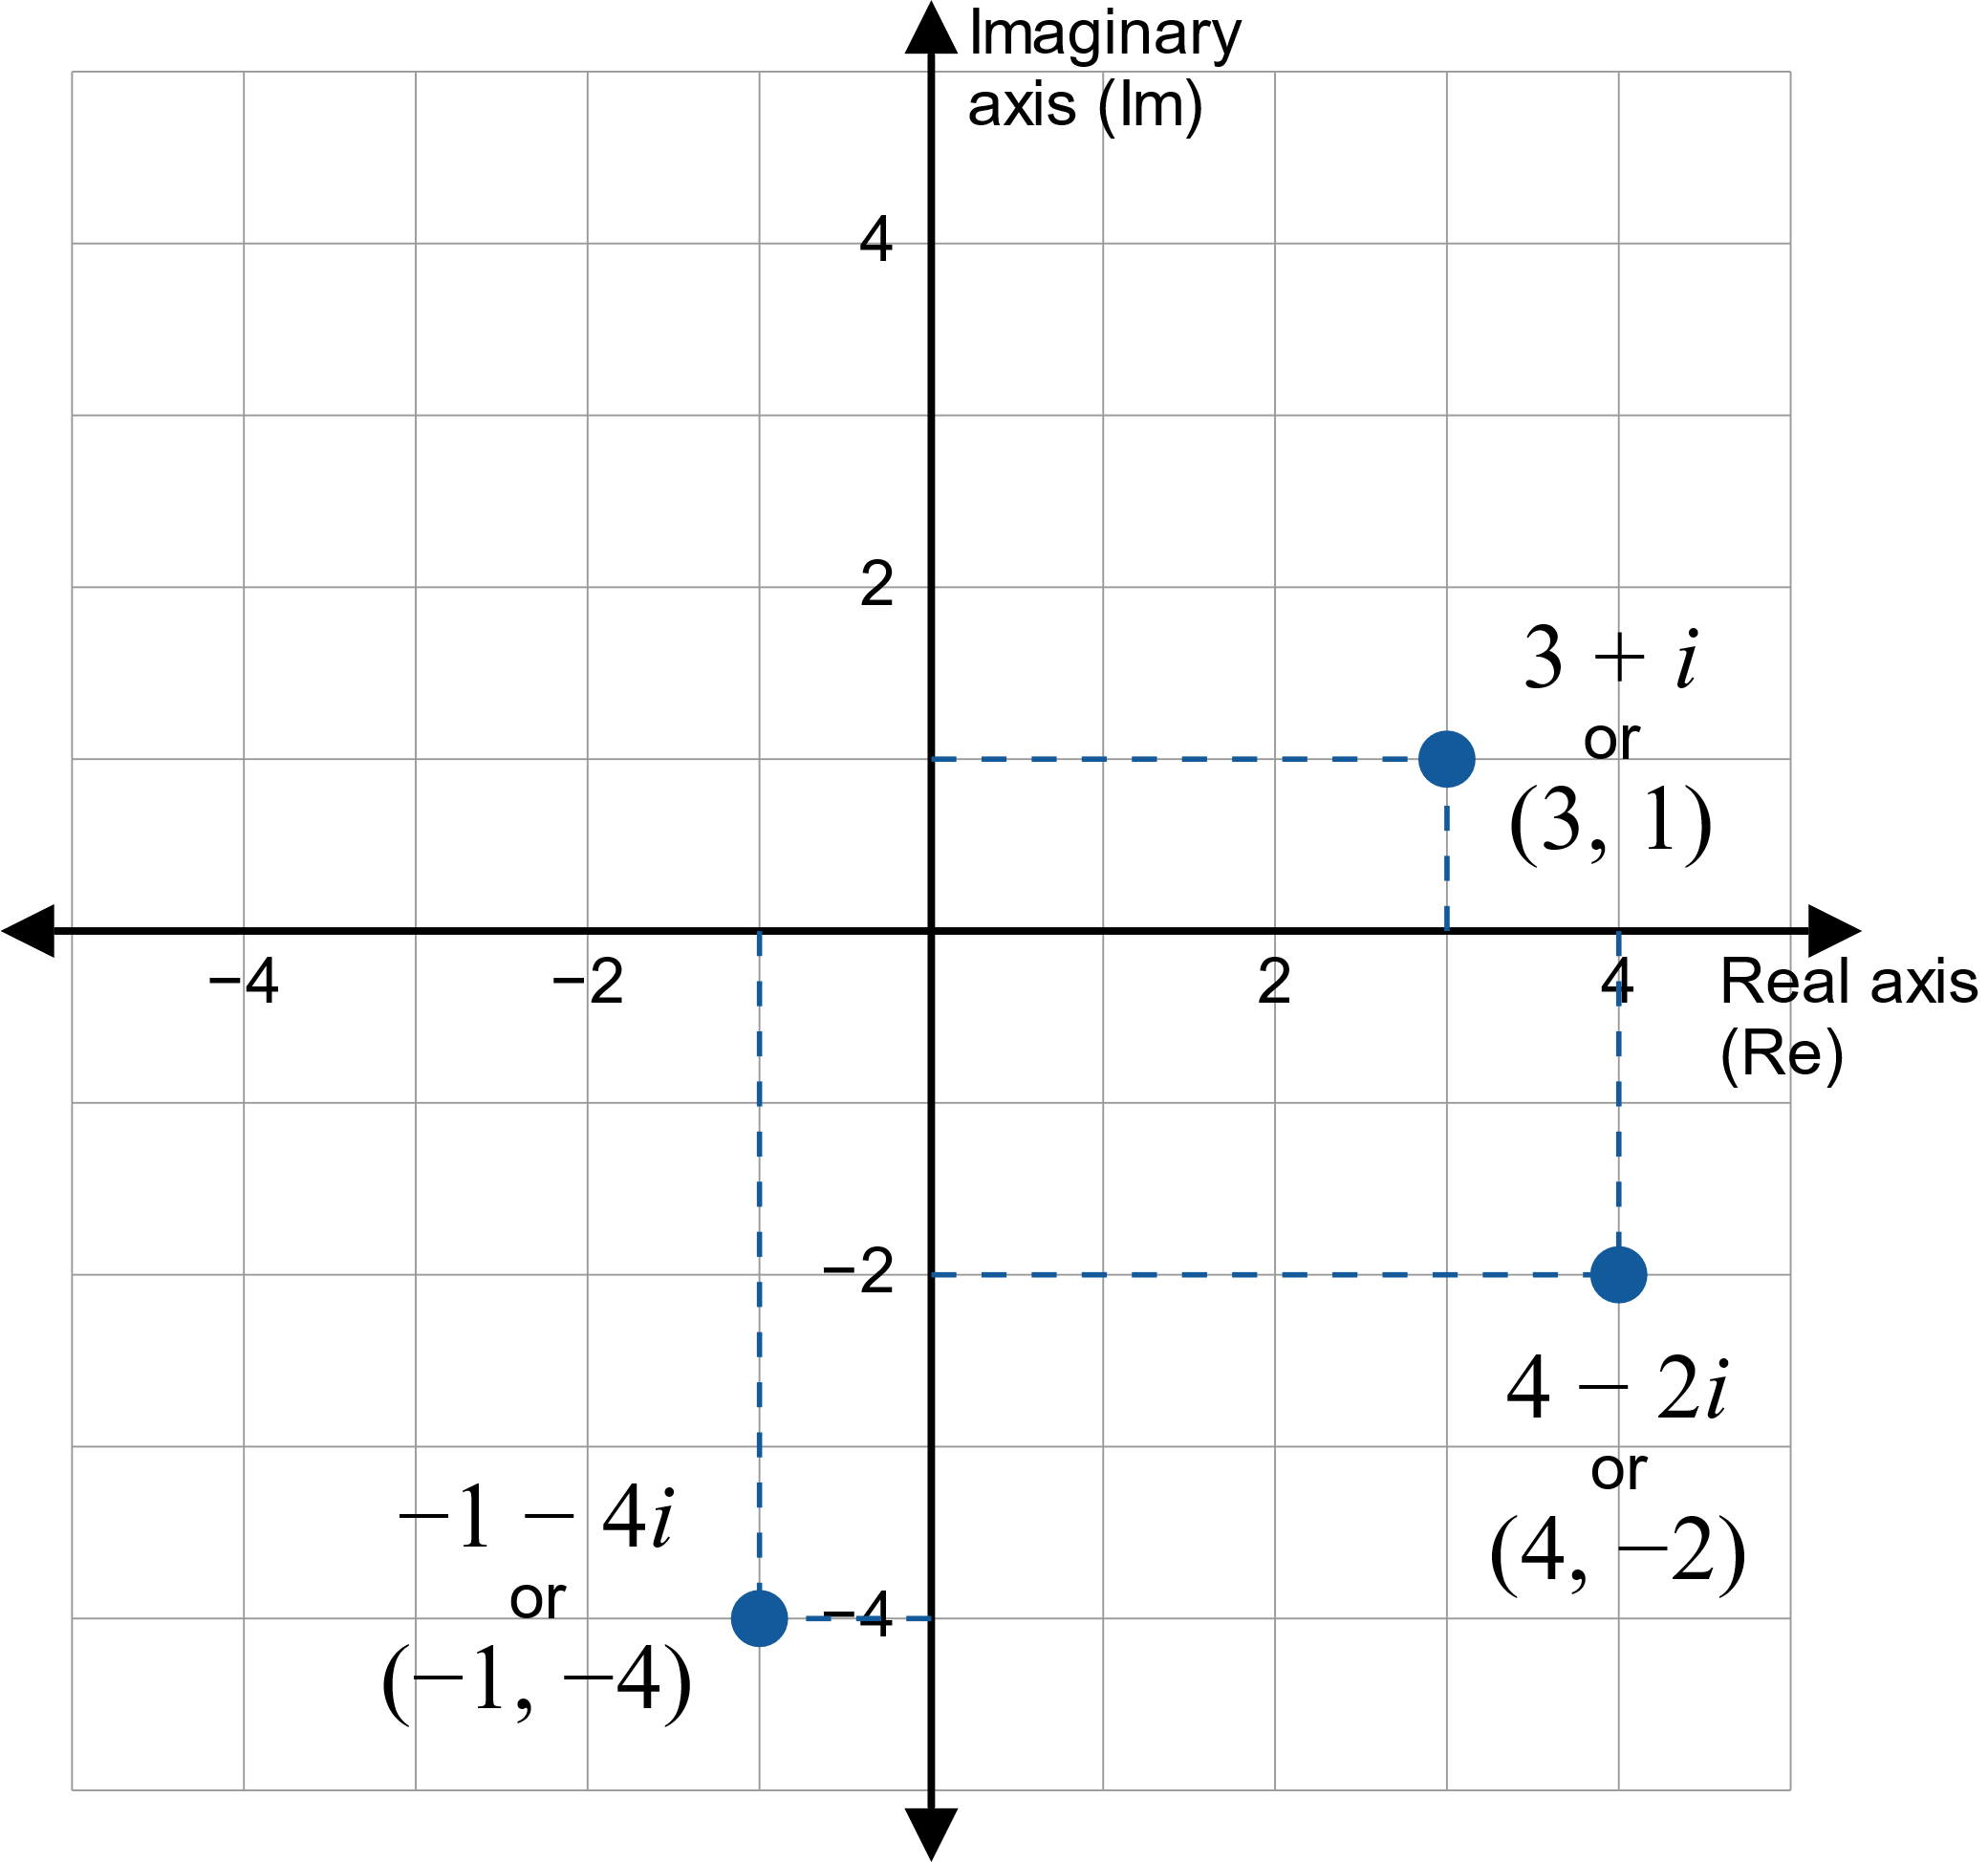 Imaginary
axis (Im)
4
2
3 + i
or
(3, 1)
−4
−2
2
4
Real axis
(Re)
−2
4 − 2i
or
(4, −2)
−1 − 4i
or
(−1, −4)
−4